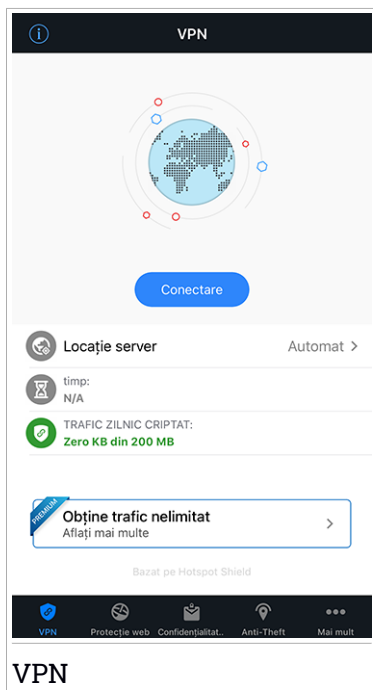 VPN
Conectare
Locație server
Automat
timp:
N/A
TRAFIC ZILNIC CRIPTAT:
Zero KB din 200 MB
PREMIUM
Obține trafic nelimitat
Aflați mai multe
Bazat pe Hotspot Shield
VPN
Protecție web
Confidențialitat..
Anti-Theft
Mai mult
VPN